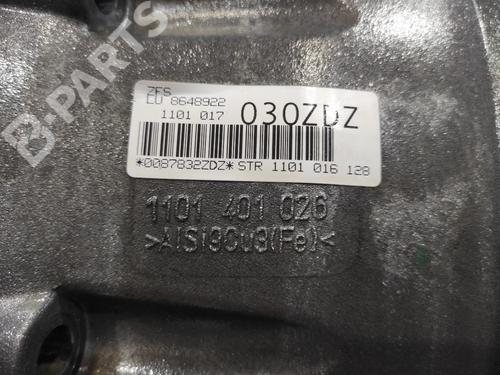 B-PARTS
ZFS
EU 8648922
1101 017 030ZDZ
*0087832ZDZ* STR 1101 016 128
1101 401 026
>AlSi9Cu3(Fe)<